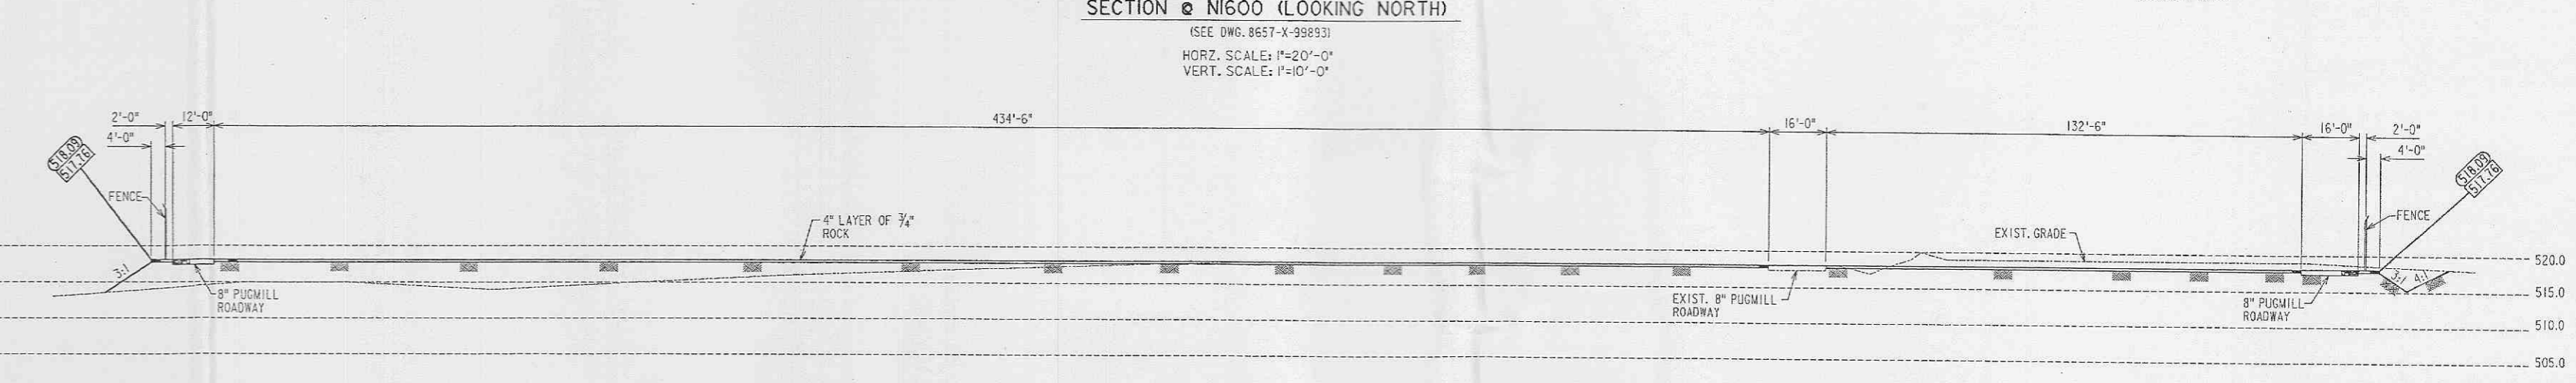 SECTION @ N1600 (LOOKING NORTH)
(SEE DWG. 8657-X-99893)
HORZ. SCALE: 1"=20'-0"
VERT. SCALE: 1"=10'-0"
2'-0"
12'-0"
434'-6"
16'-0"
132'-6"
16'-0"
2'-0"
4'-0"
4'-0"
518.09
517.76
518.09
517.76
FENCE
4" LAYER OF 3/4"
ROCK
EXIST. GRADE
FENCE
3:1
8" PUGMILL
ROADWAY
EXIST. 8" PUGMILL
ROADWAY
8" PUGMILL
ROADWAY
3:1
4:1
520.0
515.0
510.0
505.0